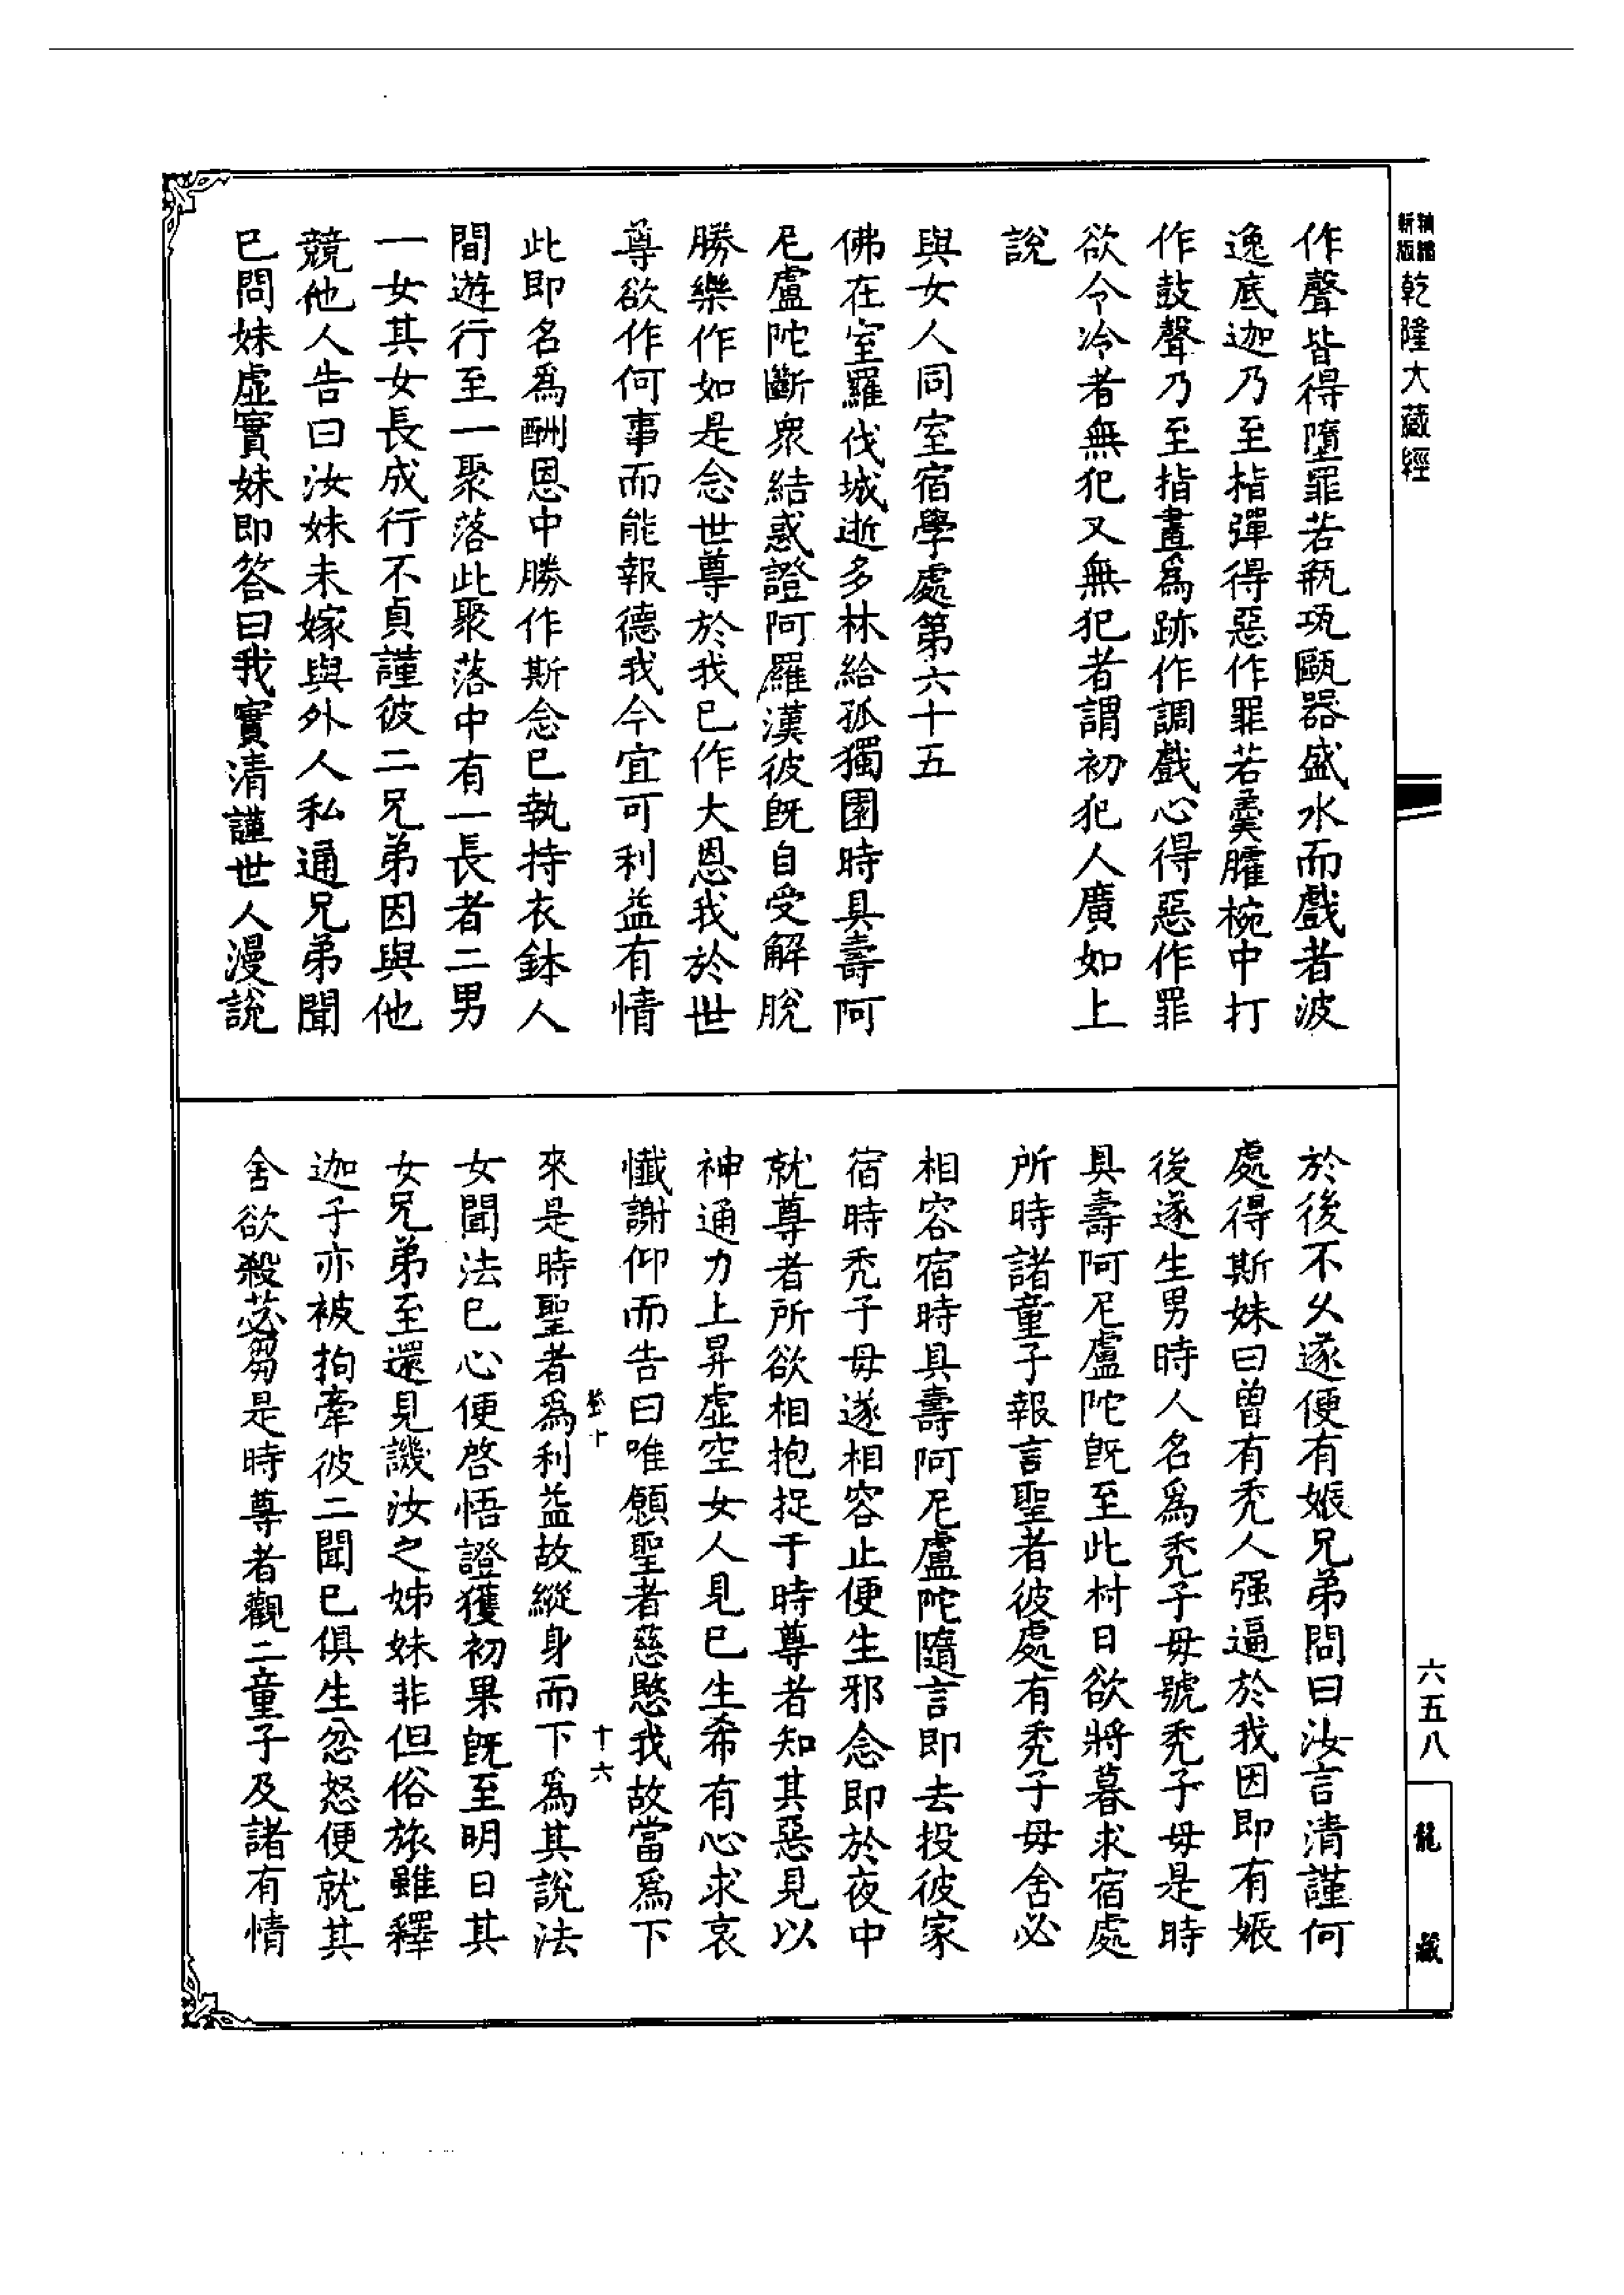 乾隆大藏經
作聲皆得墮罪若瓶瓨甌器盛水而戲者波
逸底迦乃至指彈得惡作罪若羹臛椀中打
作鼓聲乃至指畫為跡作調戲心得惡作罪
欲令冷者無犯又無犯者謂初犯人廣如上
說
與女人同室宿學處第六十五
佛在室羅伐城逝多林給孤獨園時具壽阿
尼盧陀斷衆結惑證阿羅漢彼既自受解脫
勝樂作如是念世尊於我已作大恩我於世
尊欲作何事而能報德我今宜可利益有情
此即名為酬恩中勝作斯念已執持衣鉢人
間遊行至一聚落此聚落中有一長者二男
一女其女長成行不貞謹彼二兄弟因與他
競他人告曰汝妹未嫁與外人私通兄弟聞
已問妹虛實妹即答曰我實清謹世人漫說
於後不久遂便有娠兄弟問曰汝言清謹何
處得斯妹曰曾有禿人强逼於我因即有娠
後遂生男時人名為禿子毋號禿子毋是時
具壽阿尼盧陀既至此村日欲將暮求宿處
所時諸童子報言聖者彼處有禿子毋舍必
相容宿時具壽阿尼盧陀隨言即去投彼家
宿時禿子毋遂相容止便生邪念即於夜中
就尊者所欲相抱捉于時尊者知其惡見以
神通力上昇虛空女人見已生希有心求哀
懺謝仰而告曰唯願聖者慈愍我故當為下
來是時聖者為利益故縱身而下為其說法
女聞法已心便啓悟證獲初果既至明日其
女兄弟至還見譏汝之姊妹非但俗旅雖釋
迦子亦被拘牽彼二聞已俱生忿怒便就其
舍欲殺苾芻是時尊者觀二童子及諸有情
十六
六五八
龍藏